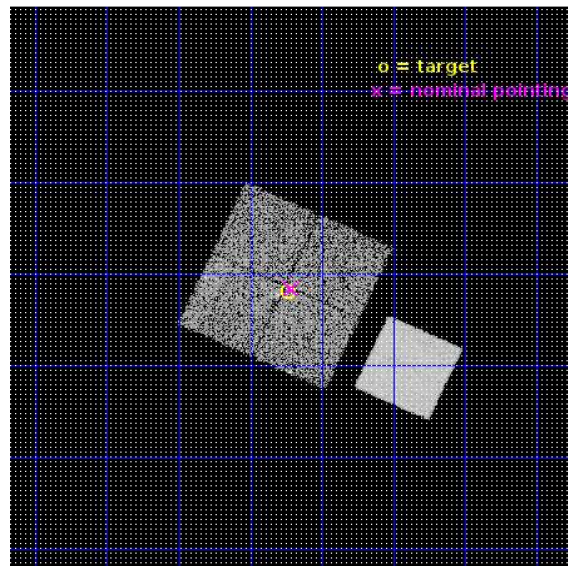 o = target
x = nominal pointing